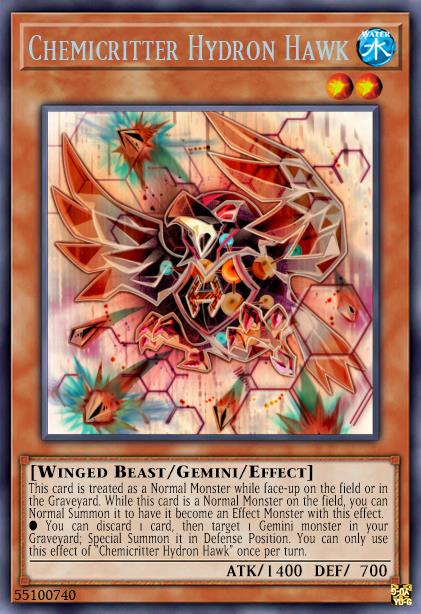 CHEMICRITTER HYDRON HAWK
WATER
水
[WINGED BEAST/GEMINI/EFFECT]
This card is treated as a Normal Monster while face-up on the field or in
the Graveyard. While this card is a Normal Monster on the field, you can
Normal Summon it to have it become an Effect Monster with this effect.
● You can discard 1 card, then target 1 Gemini monster in your
Graveyard; Special Summon it in Defense Position. You can only use
this effect of "Chemicritter Hydron Hawk" once per turn.
ATK/1400 DEF/ 700
55100740